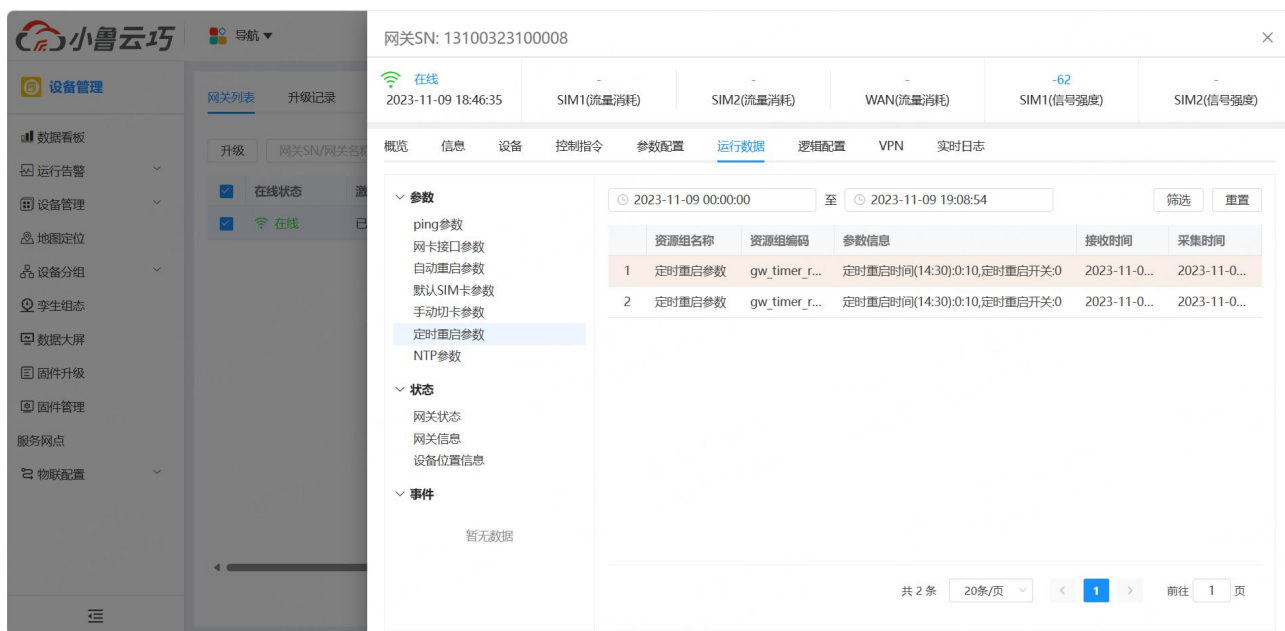 小鲁云巧
导航
网关SN: 13100323100008
设备管理
在线
2023-11-09 18:46:35
-
SIM1(流量消耗)
-
SIM2(流量消耗)
-
WAN(流量消耗)
-62
SIM1(信号强度)
-
SIM2(信号强度)
网关列表 升级记录
概览 信息 设备 控制指令 参数配置 运行数据 逻辑配置 VPN 实时日志
升级 网关SN/网关名称
在线状态 激
在线 已
数据看板
运行告警
设备管理
地图定位
设备分组
孪生组态
数据大屏
固件升级
固件管理
服务网点
物联配置
参数
ping参数
网卡接口参数
自动重启参数
默认SIM卡参数
手动切卡参数
定时重启参数
NTP参数
状态
网关状态
网关信息
设备位置信息
事件
暂无数据
2023-11-09 00:00:00 至 2023-11-09 19:08:54 筛选 重置
资源组名称 资源组编码 参数信息 接收时间 采集时间
1 定时重启参数 gw_timer_r... 定时重启时间(14:30):0:10,定时重启开关:0 2023-11-0... 2023-11-0...
2 定时重启参数 gw_timer_r... 定时重启时间(14:30):0:10,定时重启开关:0 2023-11-0... 2023-11-0...
共 2 条 20条/页 1 前往 1 页